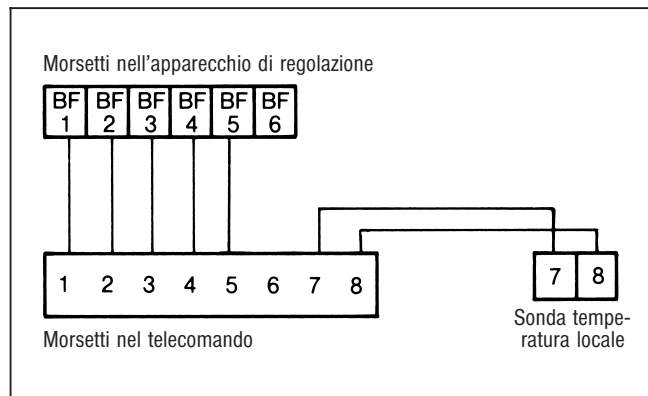 Morsetti nell'apparecchio di regolazione
BF BF BF BF BF BF
1 2 3 4 5 6
1 2 3 4 5 6 7 8
7 8
Morsetti nel telecomando
Sonda tempe-
ratura locale